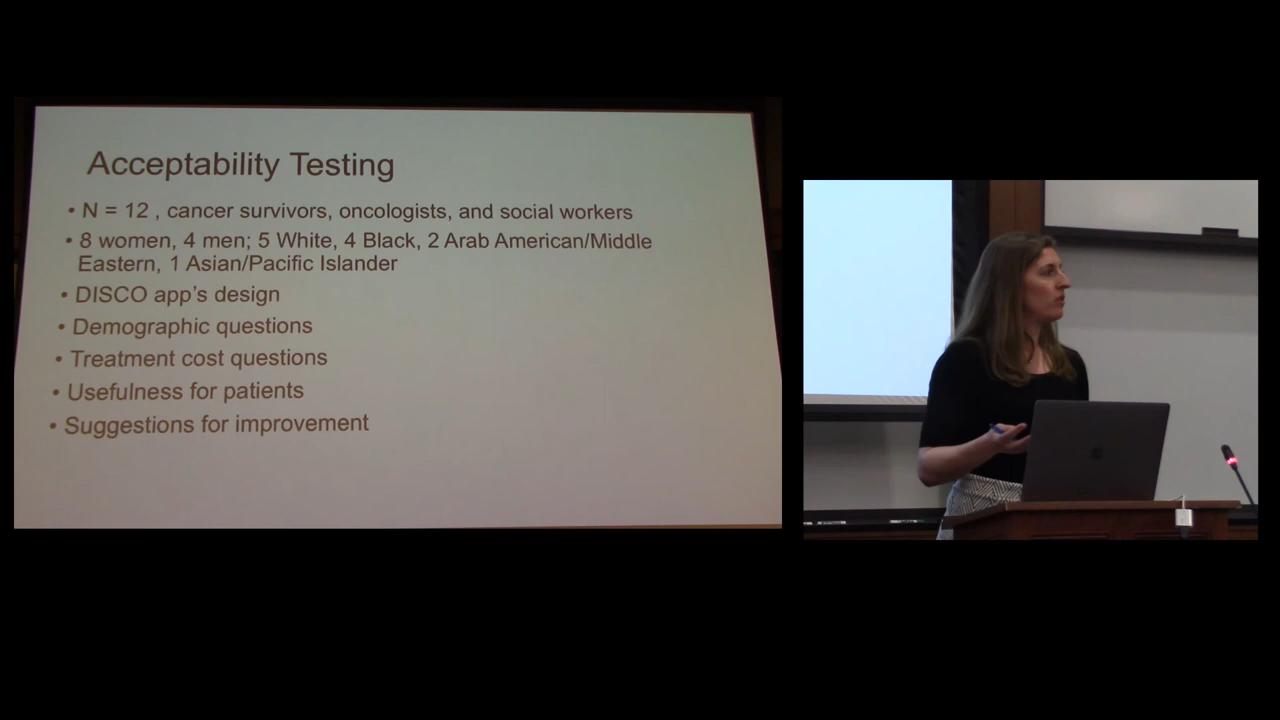 Acceptability Testing
• N = 12 , cancer survivors, oncologists, and social workers
• 8 women, 4 men; 5 White, 4 Black, 2 Arab American/Middle
Eastern, 1 Asian/Pacific Islander
• DISCO app's design
• Demographic questions
• Treatment cost questions
• Usefulness for patients
• Suggestions for improvement